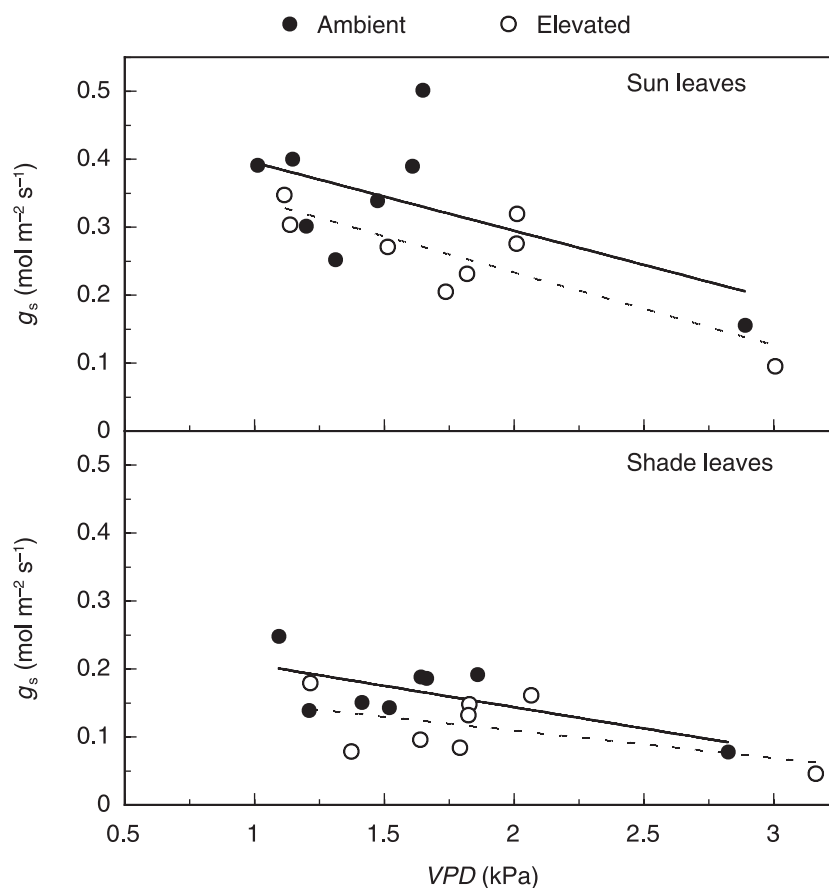 Ambient Elevated
Sun leaves
0.5
0.4
0.3
0.2
0.1
0
gₛ (mol m⁻² s⁻¹)
Shade leaves
0.5
0.4
0.3
0.2
0.1
0
gₛ (mol m⁻² s⁻¹)
0.5 1 1.5 2 2.5 3
VPD (kPa)